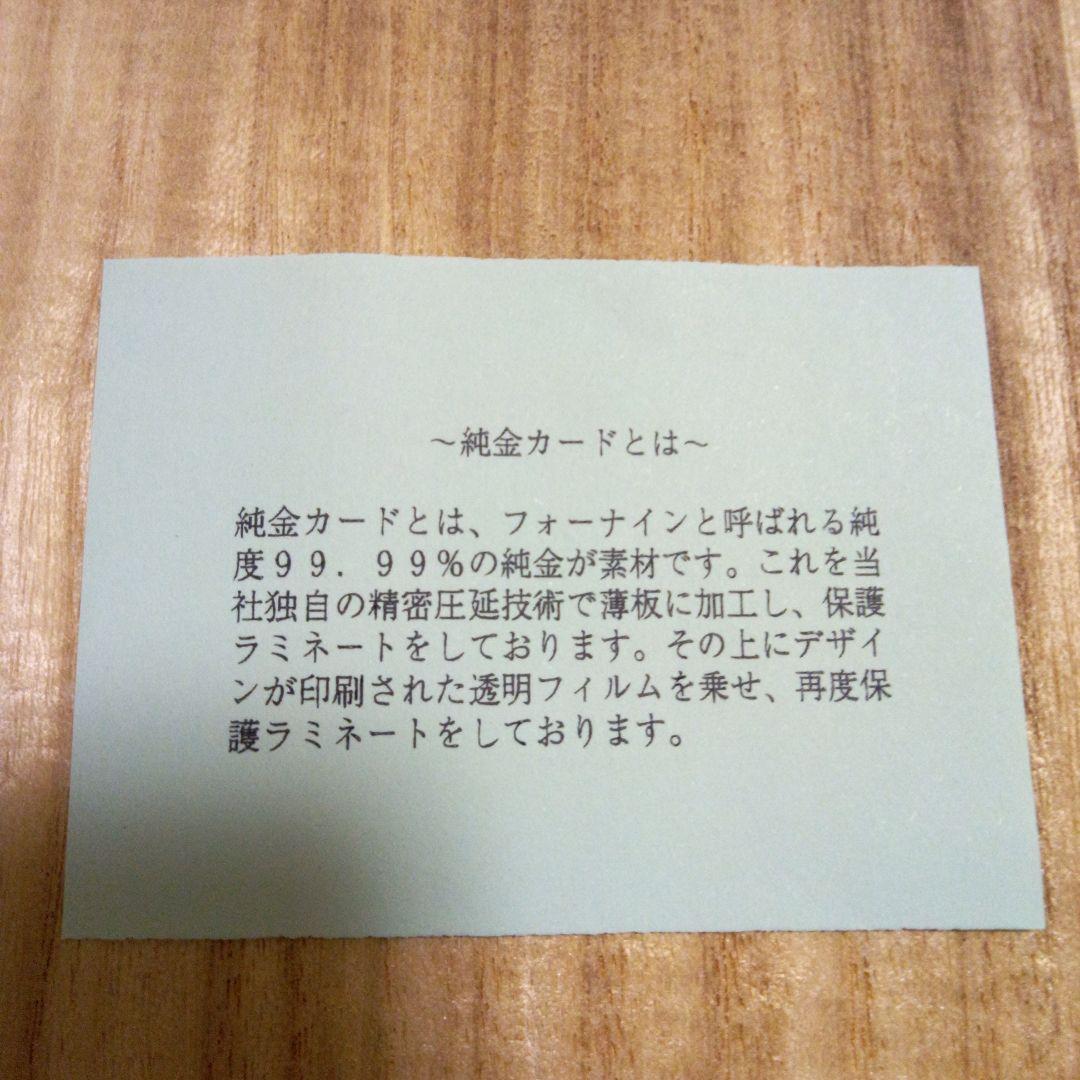 ～純金カードとは～
純金カードとは、フォーナインと呼ばれる純
度９９．９９％の純金が素材です。これを当
社独自の精密圧延技術で薄板に加工し、保護
ラミネートをしております。その上にデザイ
ンが印刷された透明フィルムを乗せ、再度保
護ラミネートをしております。